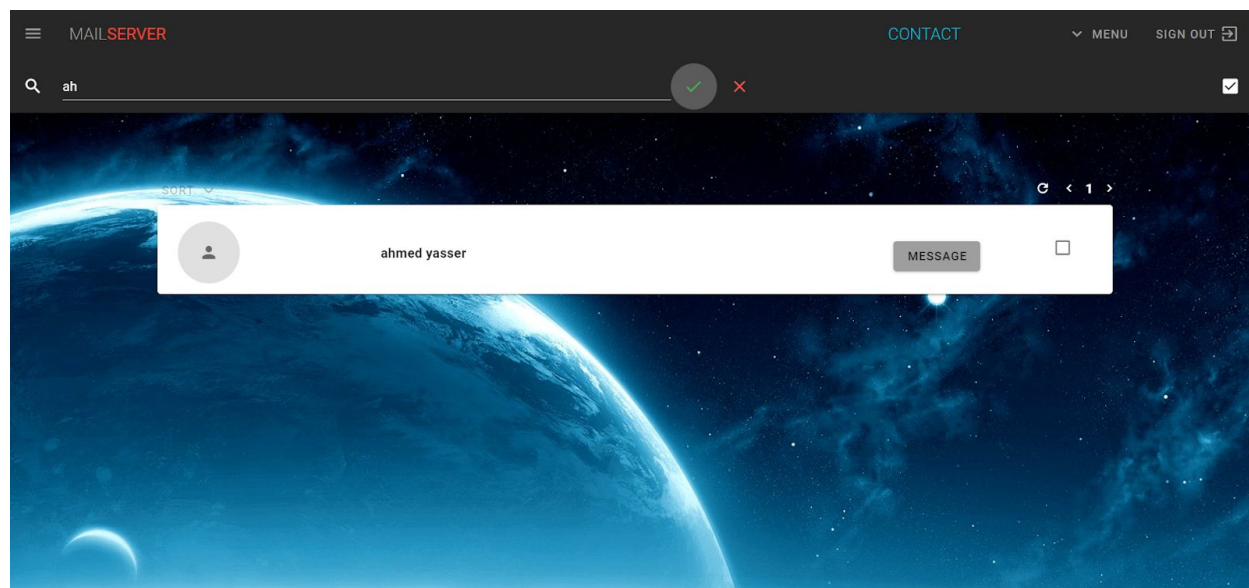 MAILSERVER CONTACT MENU SIGN OUT
ah
SORT 1
ahmed yasser MESSAGE